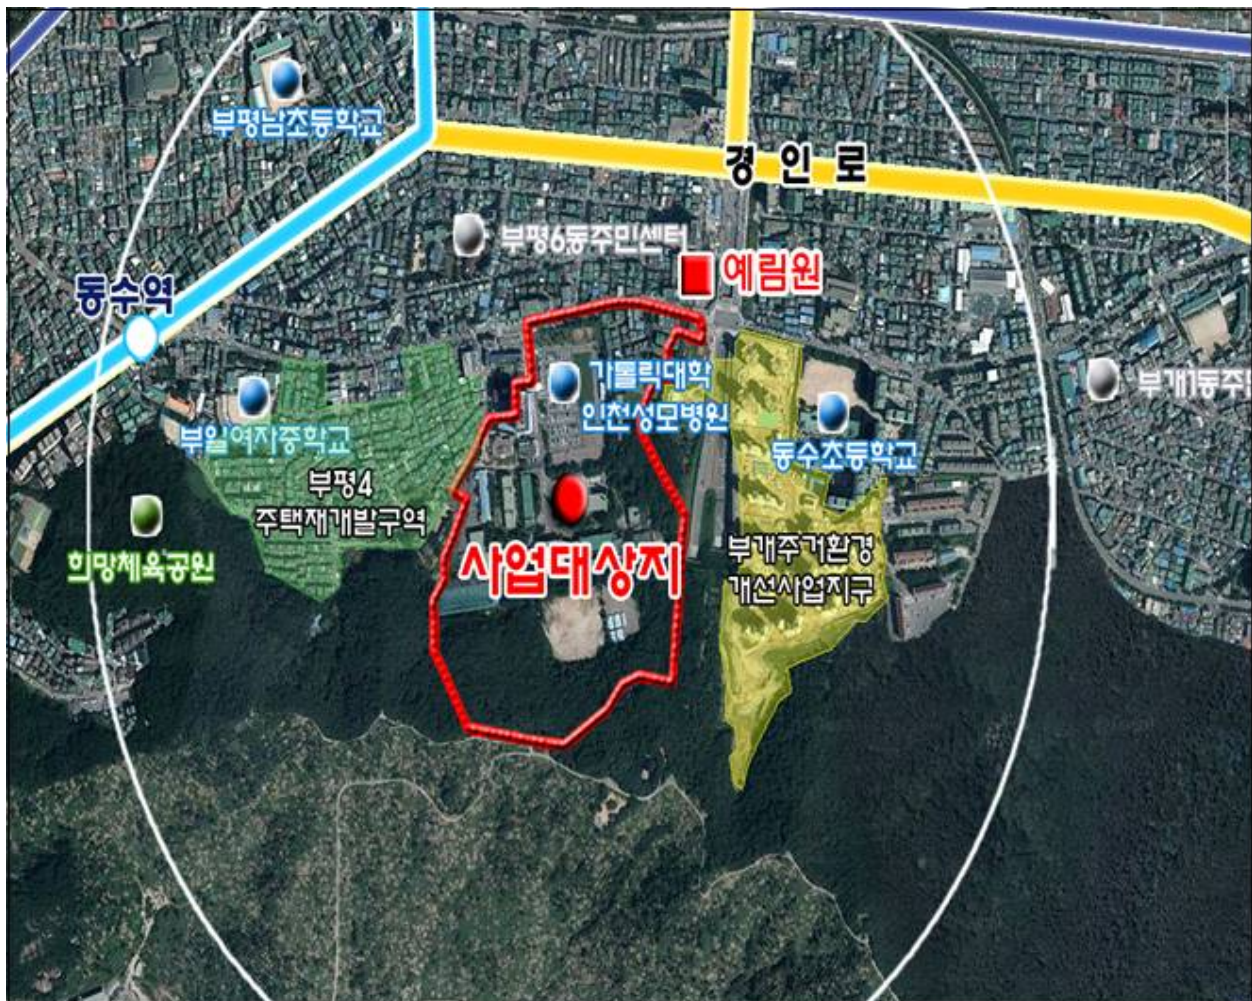 부평남초등학교
경인로
부평6동주민센터
예림원
동수역
가톨릭대학
인천성모병원
부개1동주
부일여자중학교
동수초등학교
부평4
주택재개발구역
희망체육공원
사업대상지
부개주거환경
개선사업지구